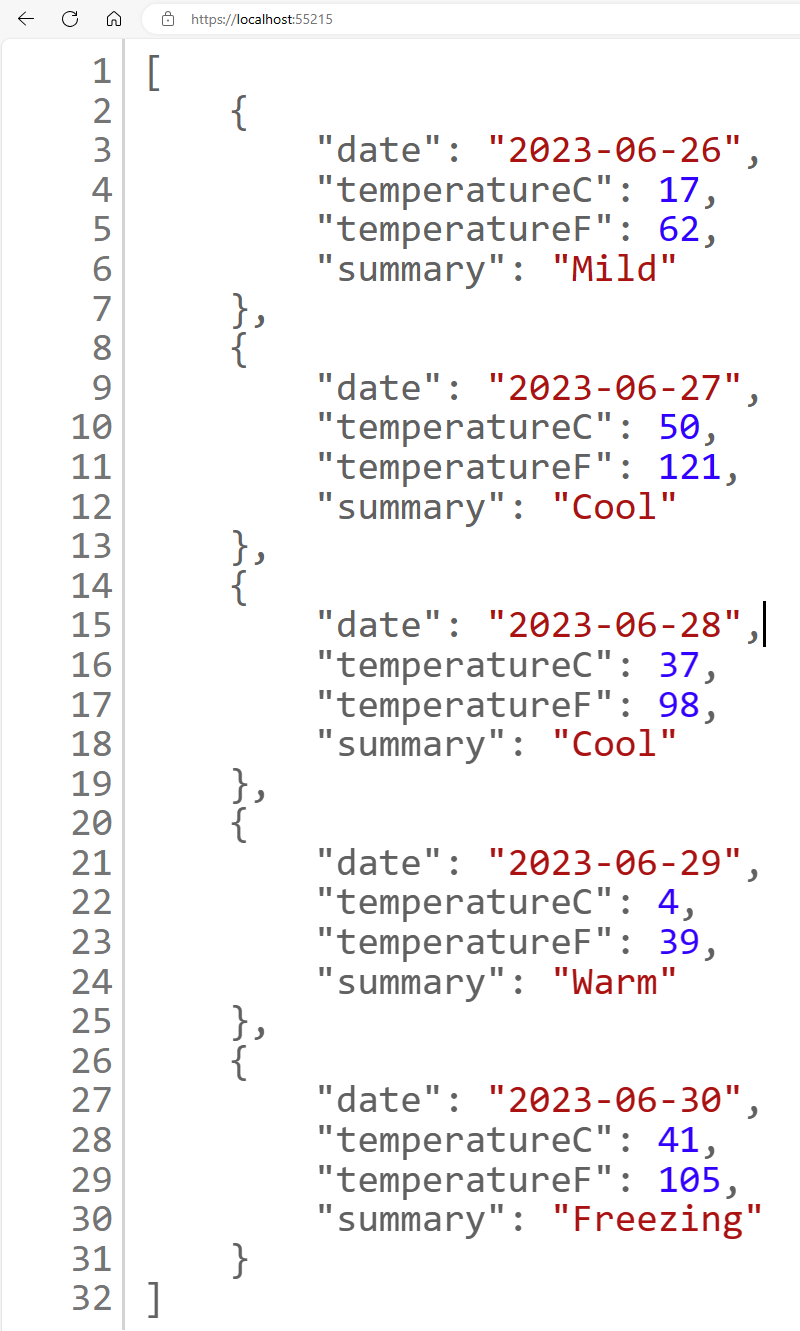 https://localhost:55215
1 [
2     {
3         "date": "2023-06-26",
4         "temperatureC": 17,
5         "temperatureF": 62,
6         "summary": "Mild"
7     },
8     {
9         "date": "2023-06-27",
10         "temperatureC": 50,
11         "temperatureF": 121,
12         "summary": "Cool"
13     },
14     {
15         "date": "2023-06-28",
16         "temperatureC": 37,
17         "temperatureF": 98,
18         "summary": "Cool"
19     },
20     {
21         "date": "2023-06-29",
22         "temperatureC": 4,
23         "temperatureF": 39,
24         "summary": "Warm"
25     },
26     {
27         "date": "2023-06-30",
28         "temperatureC": 41,
29         "temperatureF": 105,
30         "summary": "Freezing"
31     }
32 ]